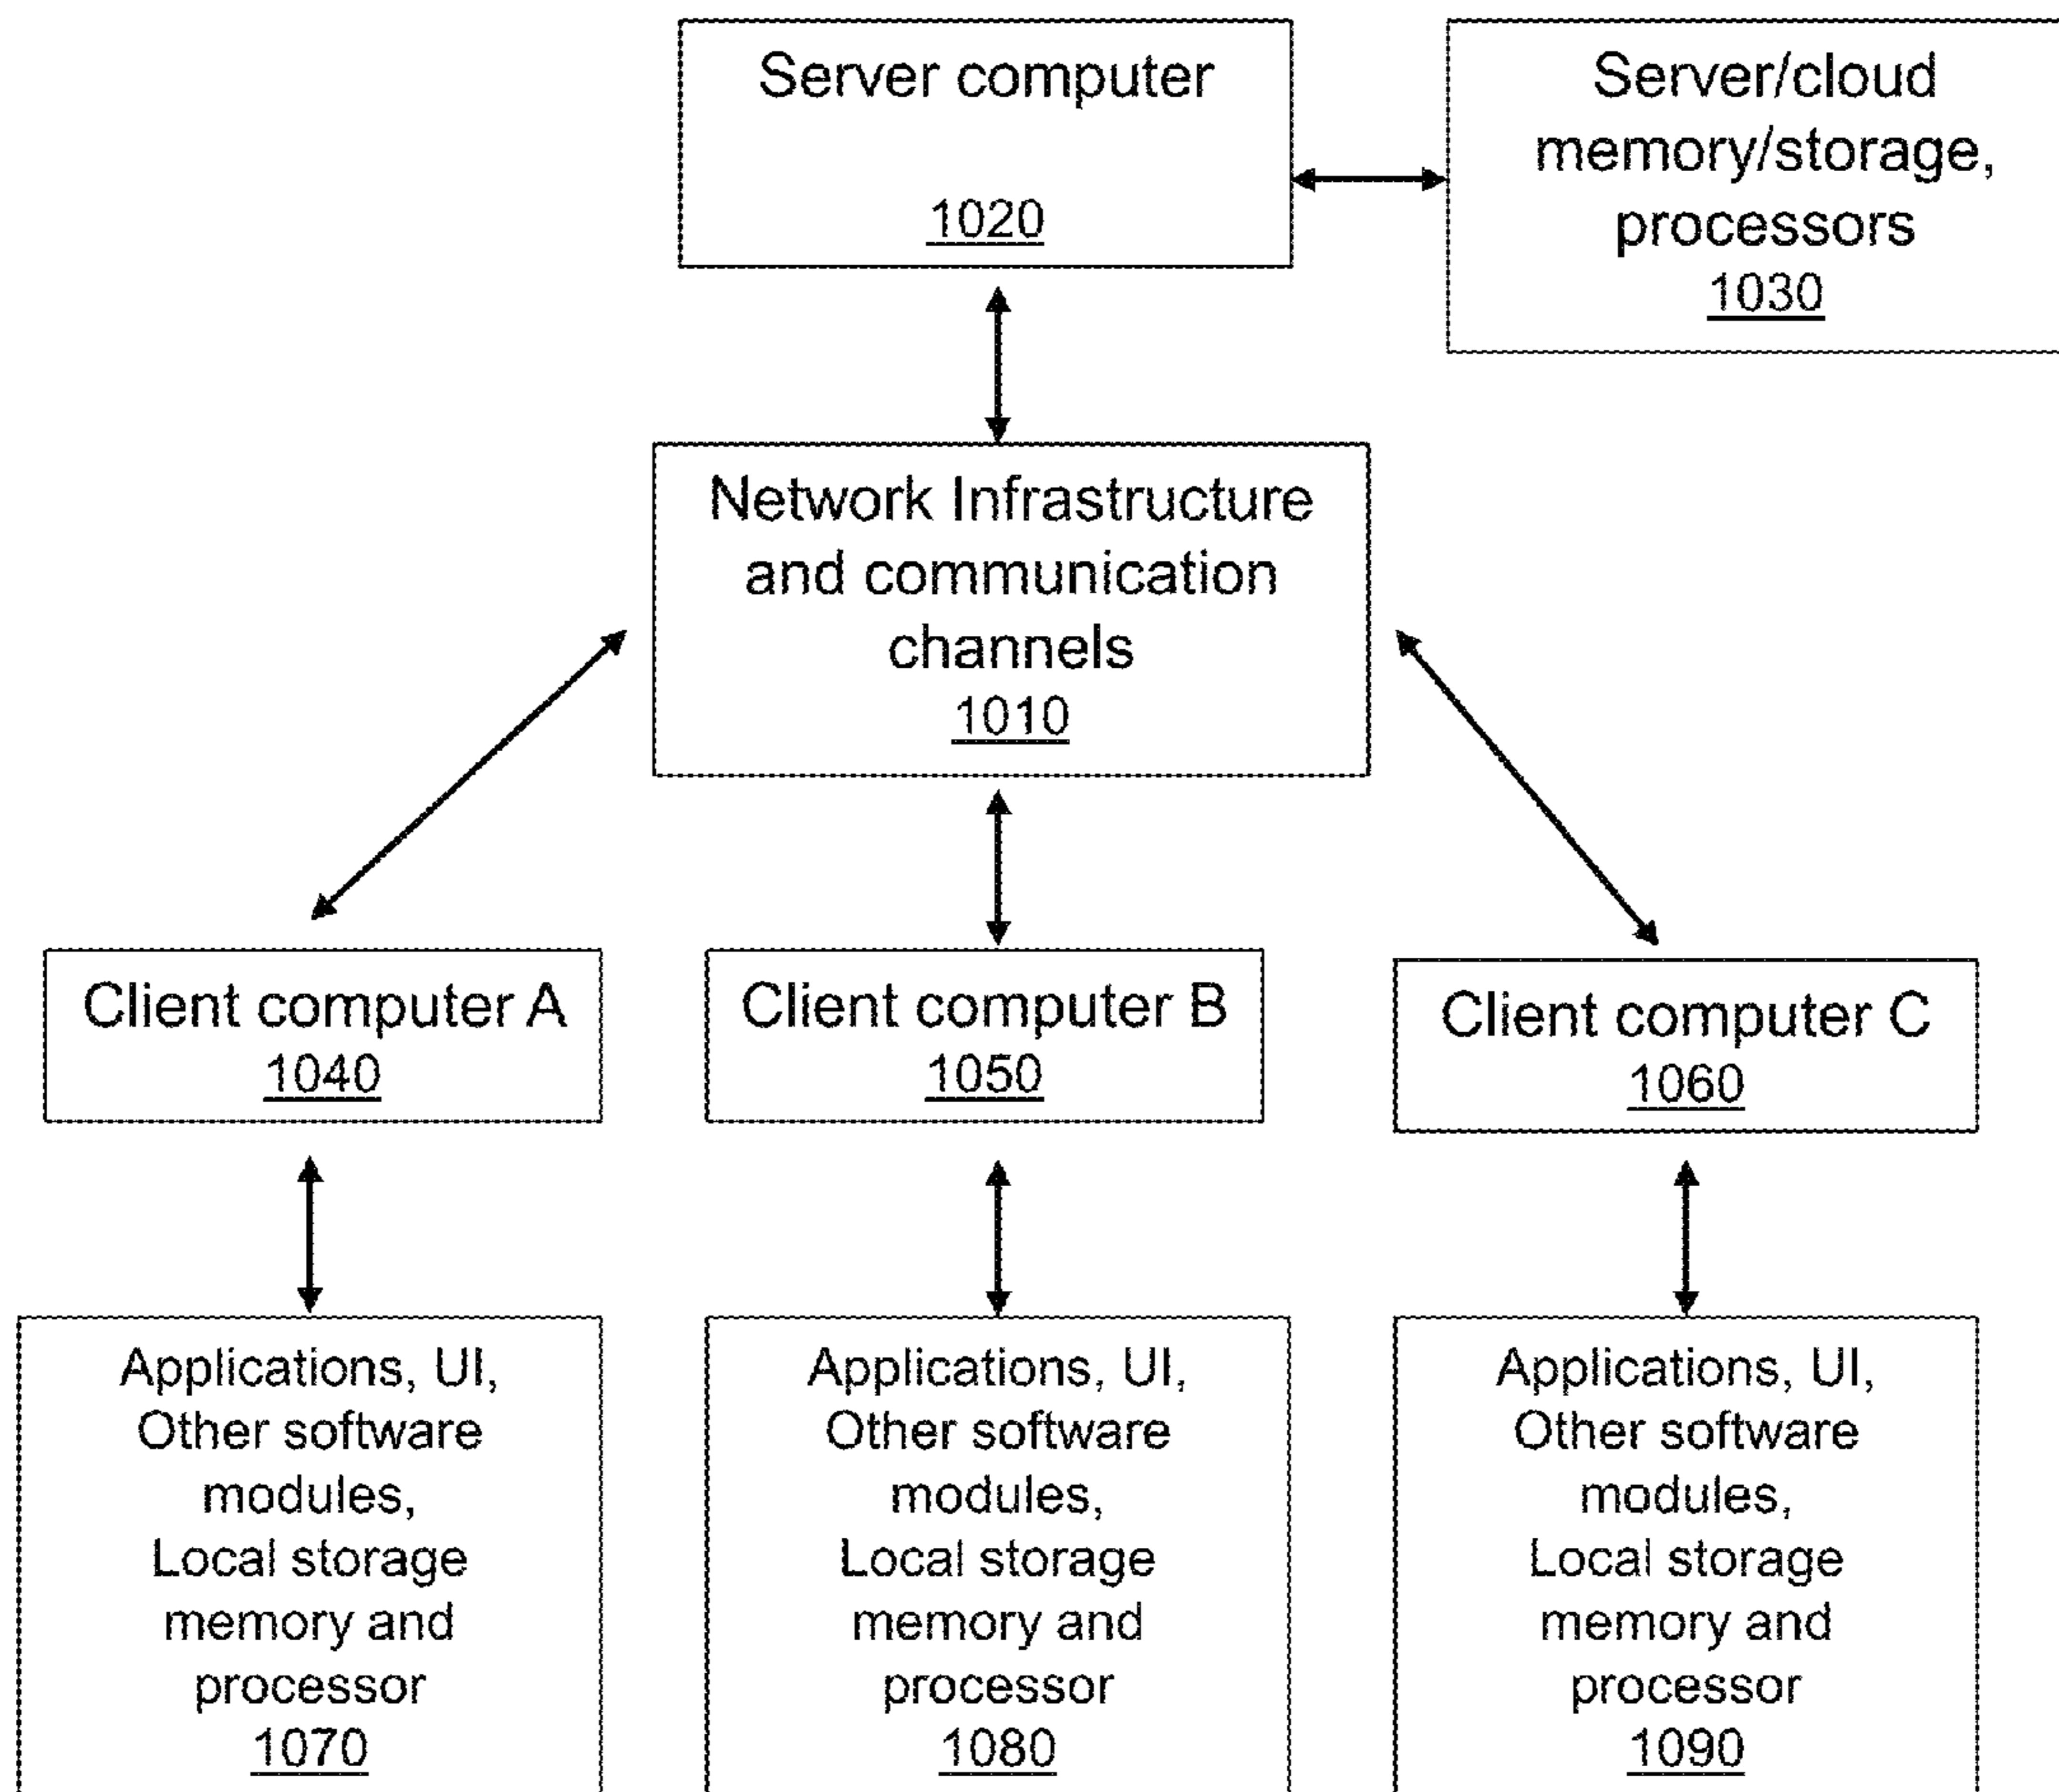 Server computer
1020
Server/cloud
memory/storage,
processors
1030
Network Infrastructure
and communication
channels
1010
Client computer A
1040
Client computer B
1050
Client computer C
1060
Applications, UI,
Other software
modules,
Local storage
memory and
processor
1070
Applications, UI,
Other software
modules,
Local storage
memory and
processor
1080
Applications, UI,
Other software
modules,
Local storage
memory and
processor
1090